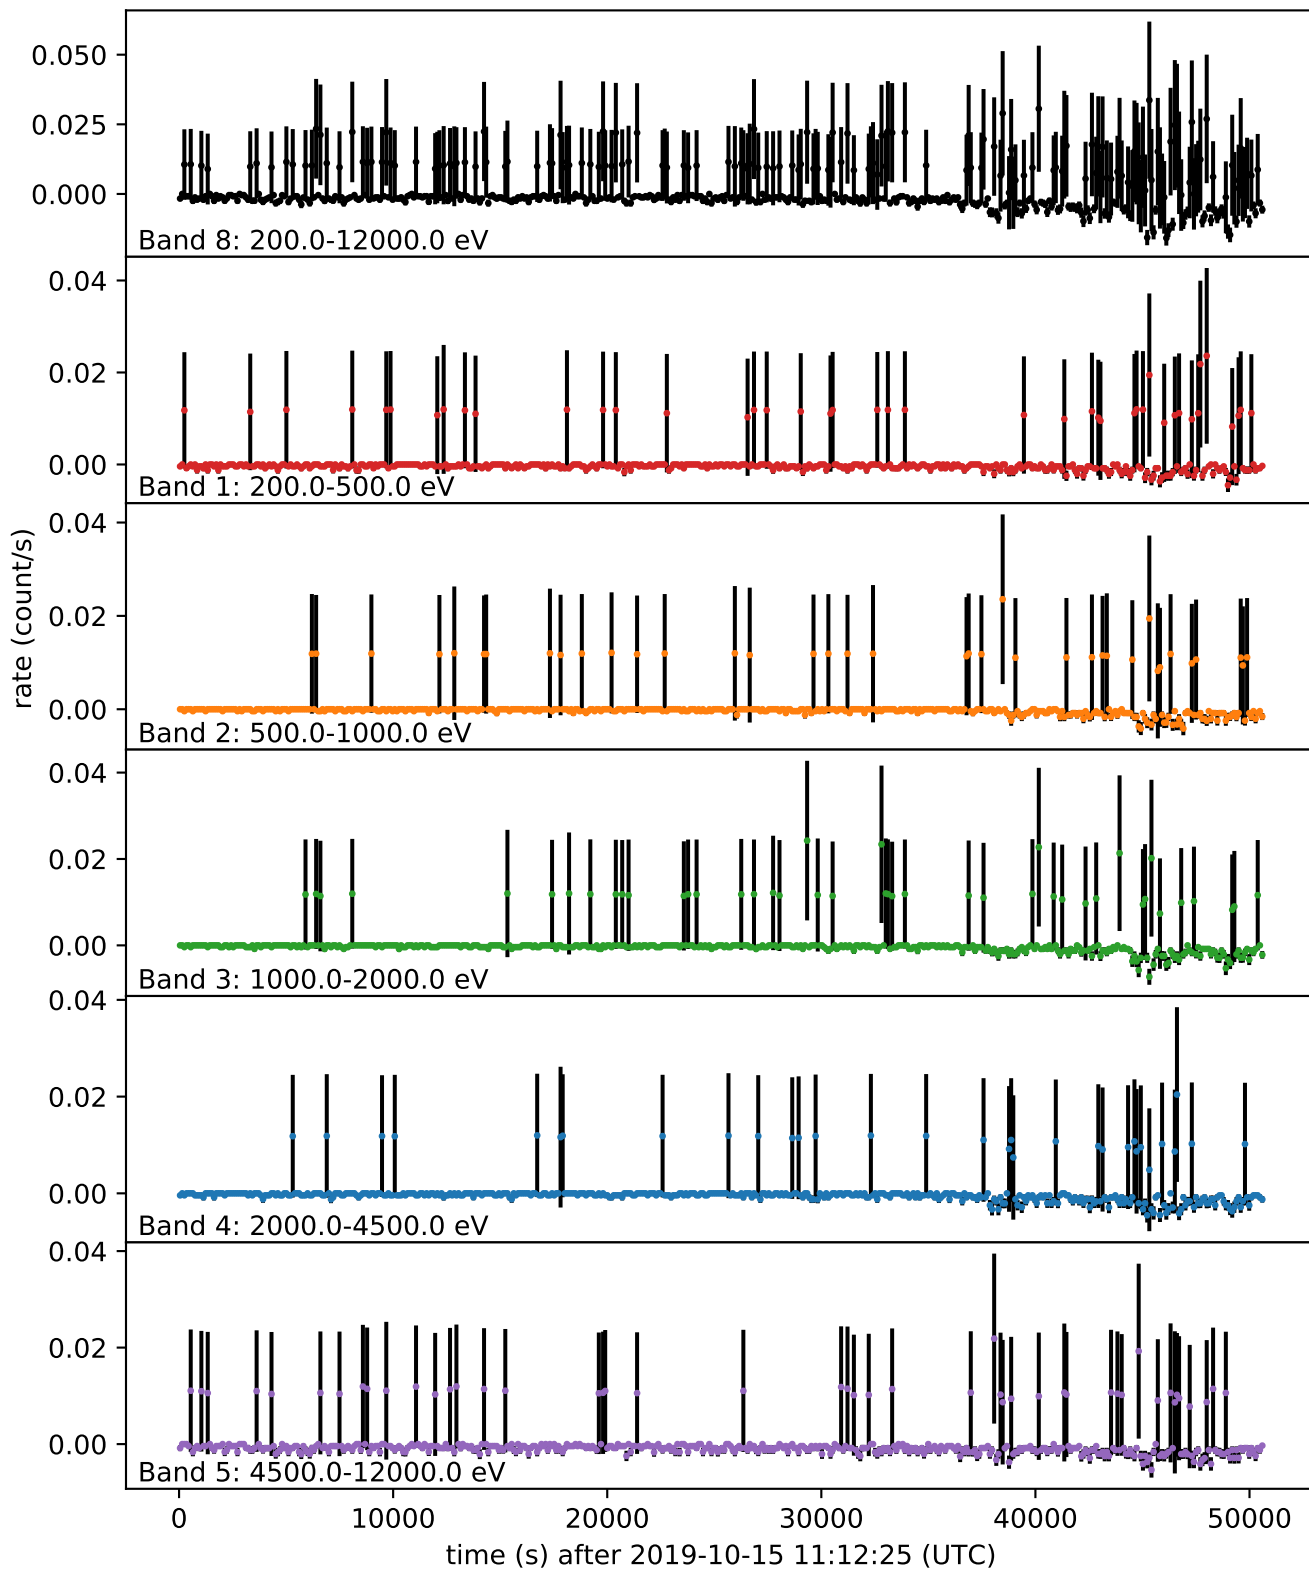 0.050
0.025
0.000
Band 8: 200.0-12000.0 eV
0.04
0.02
0.00
Band 1: 200.0-500.0 eV
0.04
0.02
0.00
Band 2: 500.0-1000.0 eV
rate (count/s)
0.04
0.02
0.00
Band 3: 1000.0-2000.0 eV
0.04
0.02
0.00
Band 4: 2000.0-4500.0 eV
0.04
0.02
0.00
Band 5: 4500.0-12000.0 eV
0 10000 20000 30000 40000 50000
time (s) after 2019-10-15 11:12:25 (UTC)